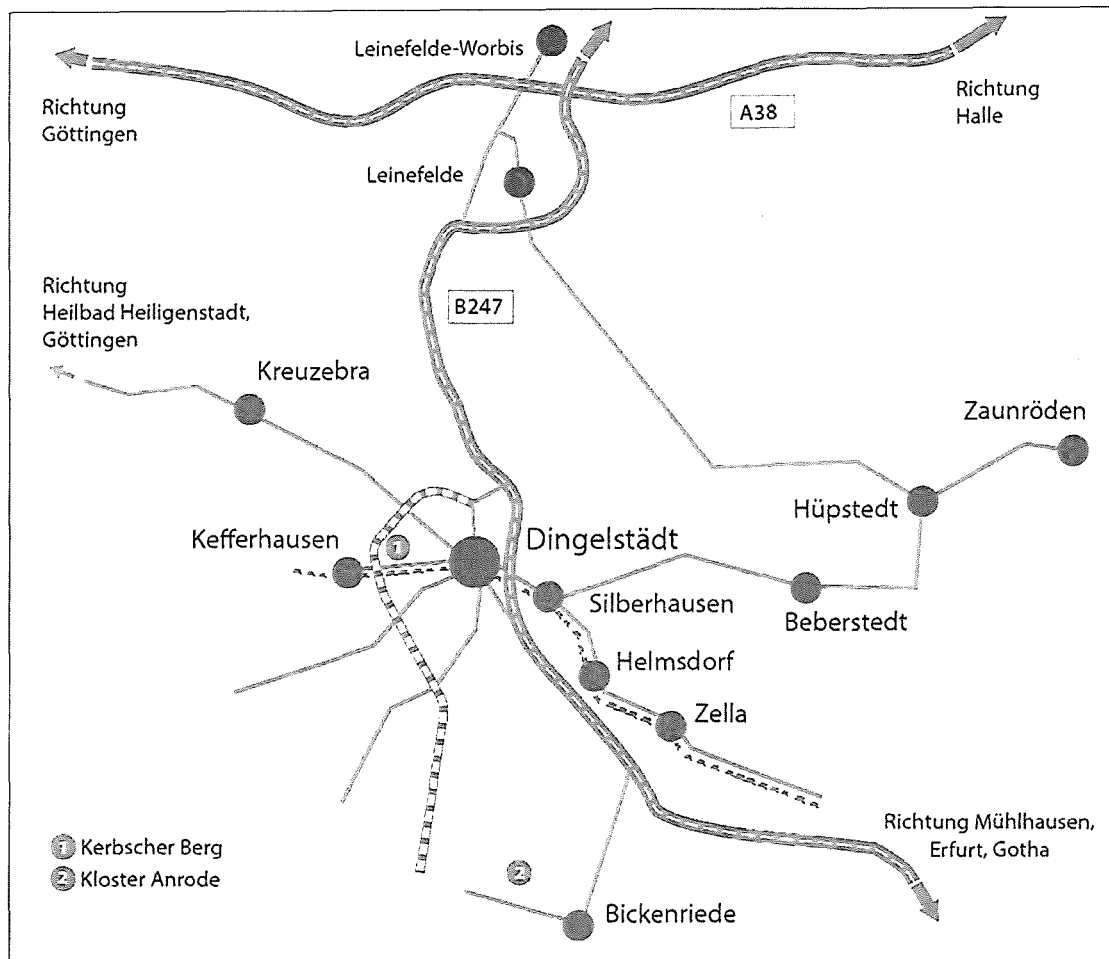 Leinefelde-Worbis
Richtung
Göttingen
A38
Richtung
Halle
Leinefelde
Richtung
Heilbad Heiligenstadt,
Göttingen
B247
Kreuzebra
Zaunröden
Hüpstedt
Kefferhausen
1
Dingelstädt
Silberhausen
Beberstedt
Helmsdorf
Zella
Richtung Mühlhausen,
Erfurt, Gotha
1 Kerbscher Berg
2 Kloster Anrode
2
Bickenriede